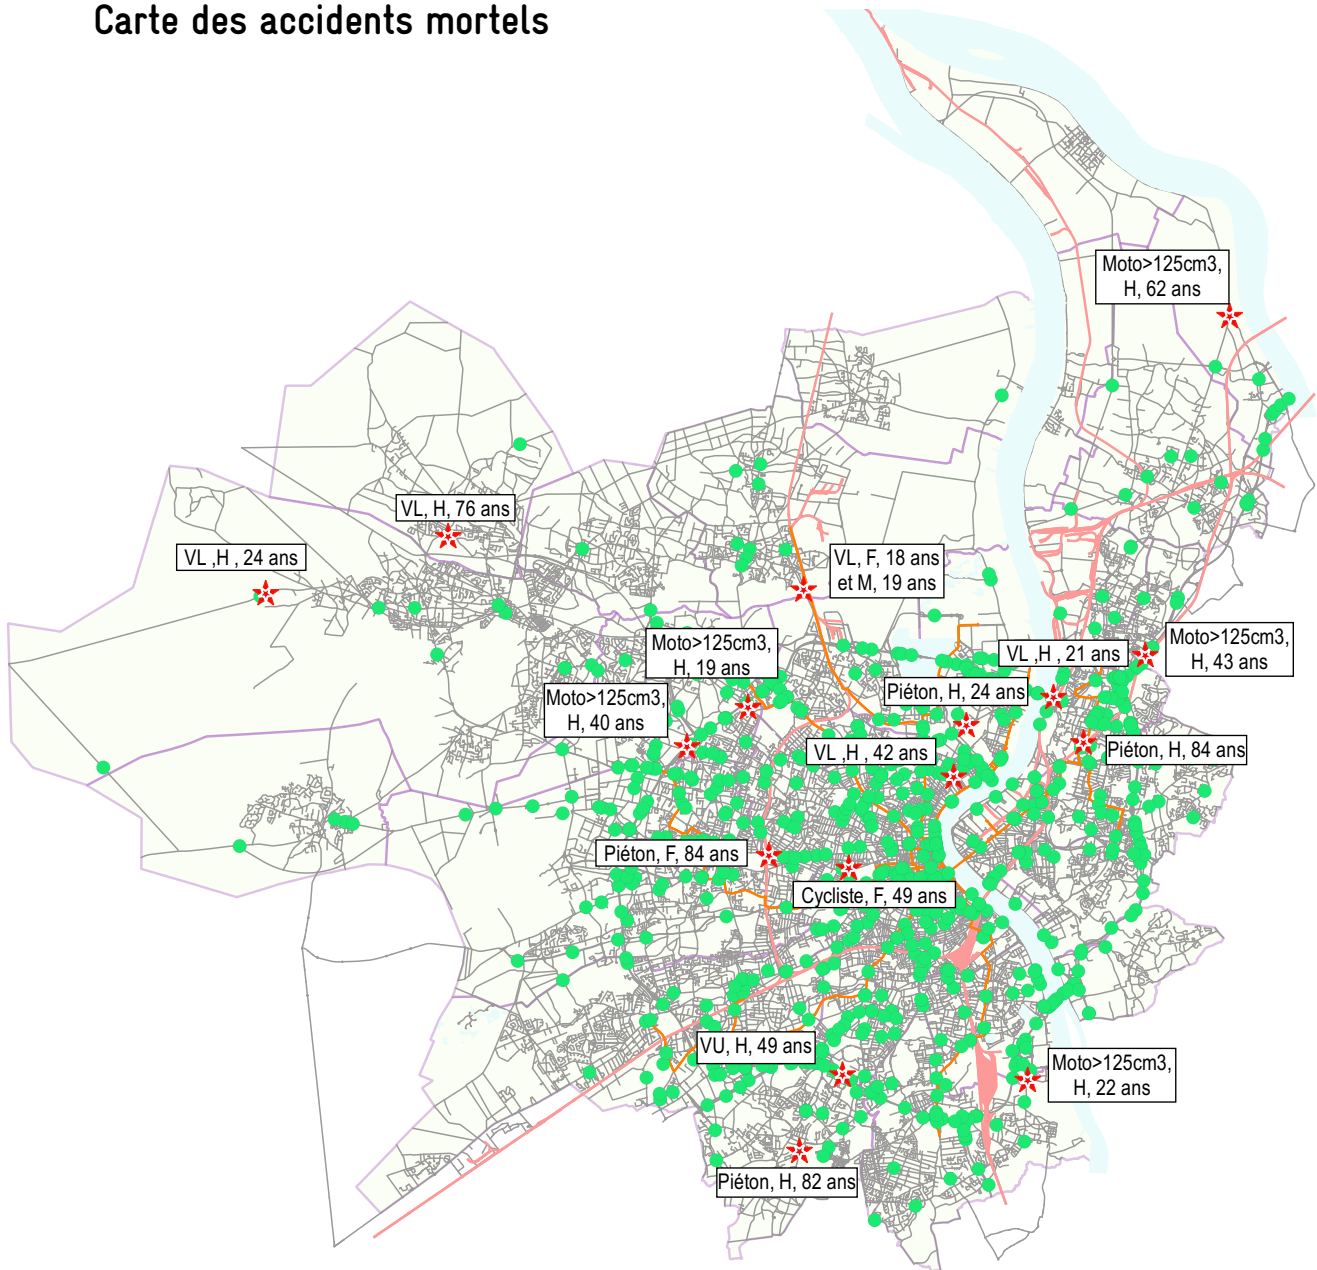 Carte des accidents mortels
Moto>125cm3,
H, 62 ans
VL, H, 76 ans
VL ,H , 24 ans
VL, F, 18 ans
et M, 19 ans
Moto>125cm3,
H, 19 ans
VL ,H , 21 ans
Moto>125cm3,
H, 43 ans
Piéton, H, 24 ans
Moto>125cm3,
H, 40 ans
VL ,H , 42 ans
Piéton, H, 84 ans
Piéton, F, 84 ans
Cycliste, F, 49 ans
VU, H, 49 ans
Moto>125cm3,
H, 22 ans
Piéton, H, 82 ans